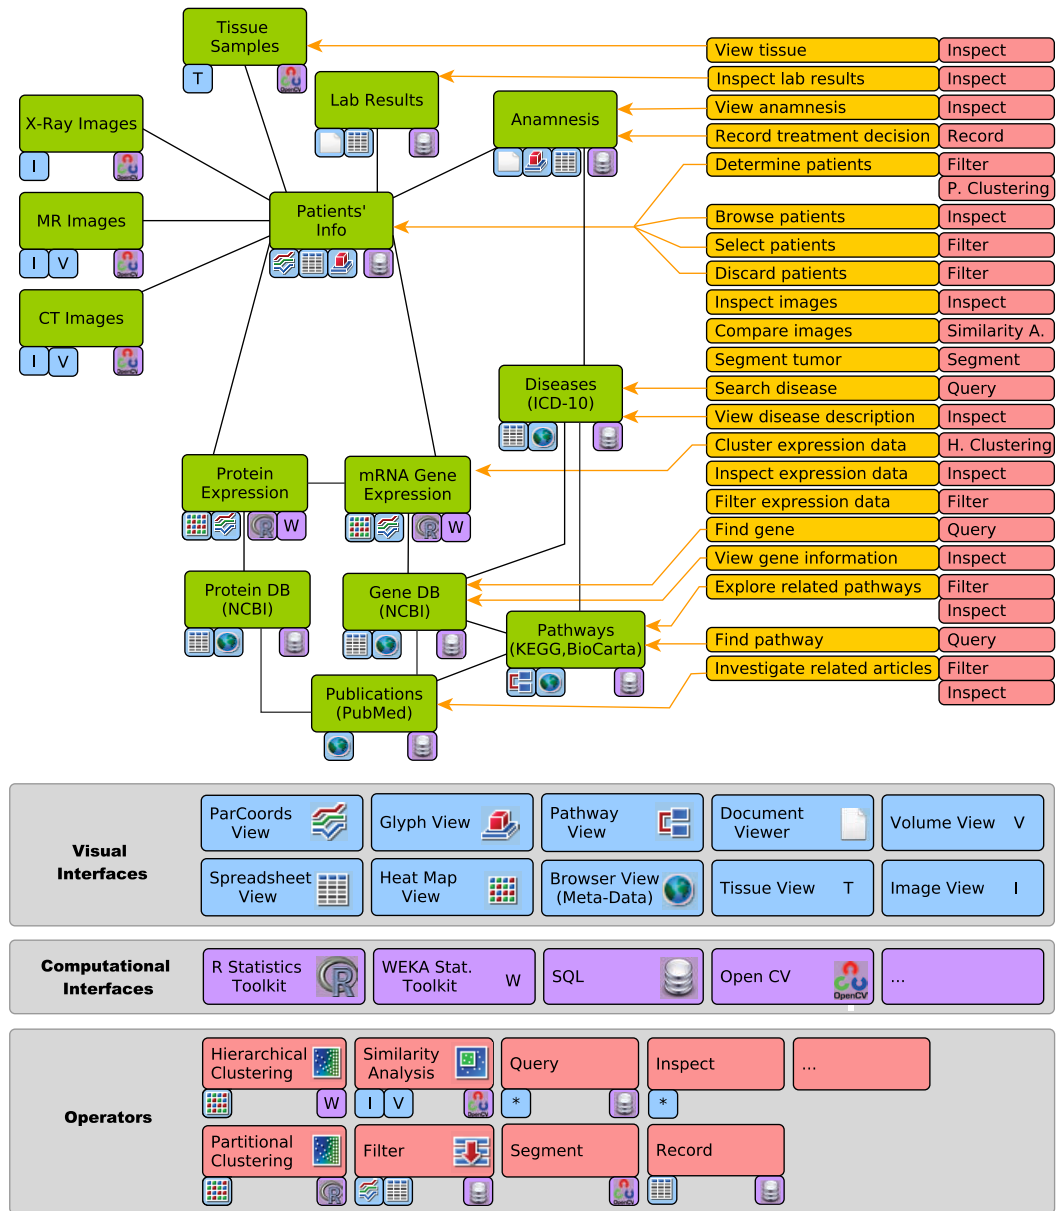 Tissue
Samples
T
OpenCV
Lab Results
Anamnesis
X-Ray Images
I
OpenCV
MR Images
I V
OpenCV
CT Images
I V
OpenCV
Patients'
Info
Diseases
(ICD-10)
Protein
Expression
R W
mRNA Gene
Expression
R W
Protein DB
(NCBI)
Gene DB
(NCBI)
Pathways
(KEGG,BioCarta)
Publications
(PubMed)
View tissue Inspect
Inspect lab results Inspect
View anamnesis Inspect
Record treatment decision Record
Determine patients Filter
P. Clustering
Browse patients Inspect
Select patients Filter
Discard patients Filter
Inspect images Inspect
Compare images Similarity A.
Segment tumor Segment
Search disease Query
View disease description Inspect
Cluster expression data H. Clustering
Inspect expression data Inspect
Filter expression data Filter
Find gene Query
View gene information Inspect
Explore related pathways Filter
Inspect
Find pathway Query
Investigate related articles Filter
Inspect
Visual
Interfaces
ParCoords
View
Glyph View
Pathway
View
Document
Viewer
Volume View V
Spreadsheet
View
Heat Map
View
Browser View
(Meta-Data)
Tissue View T
Image View I
Computational
Interfaces
R Statistics
Toolkit
R
WEKA Stat.
Toolkit W
SQL
Open CV
OpenCV
...
Operators
Hierarchical
Clustering
W
Similarity
Analysis
I V
OpenCV
Query
*
Inspect
*
...
Partitional
Clustering
R
Filter
Segment
OpenCV
Record